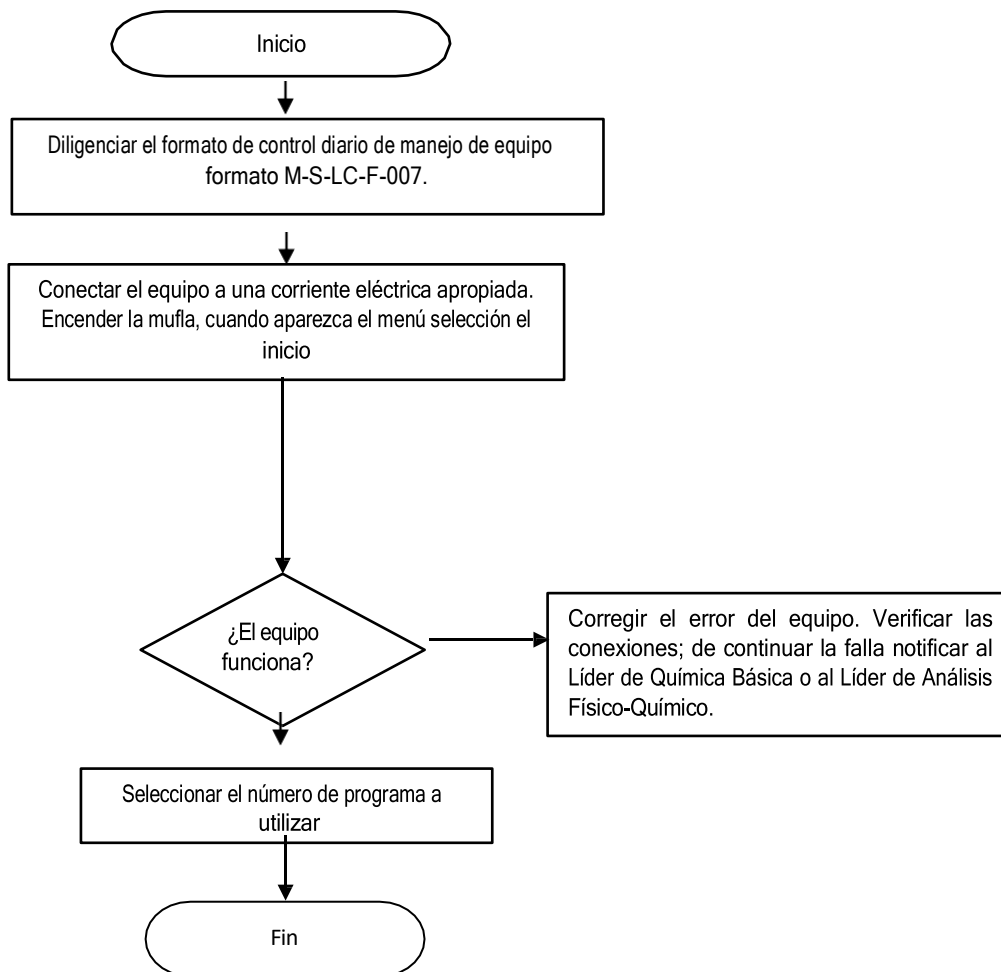 Inicio
Diligenciar el formato de control diario de manejo de equipo
formato M-S-LC-F-007.
Conectar el equipo a una corriente eléctrica apropiada.
Encender la mufla, cuando aparezca el menú selección el
inicio
¿El equipo
funciona?
Corregir el error del equipo. Verificar las
conexiones; de continuar la falla notificar al
Líder de Química Básica o al Líder de Análisis
Físico-Químico.
Seleccionar el número de programa a
utilizar
Fin